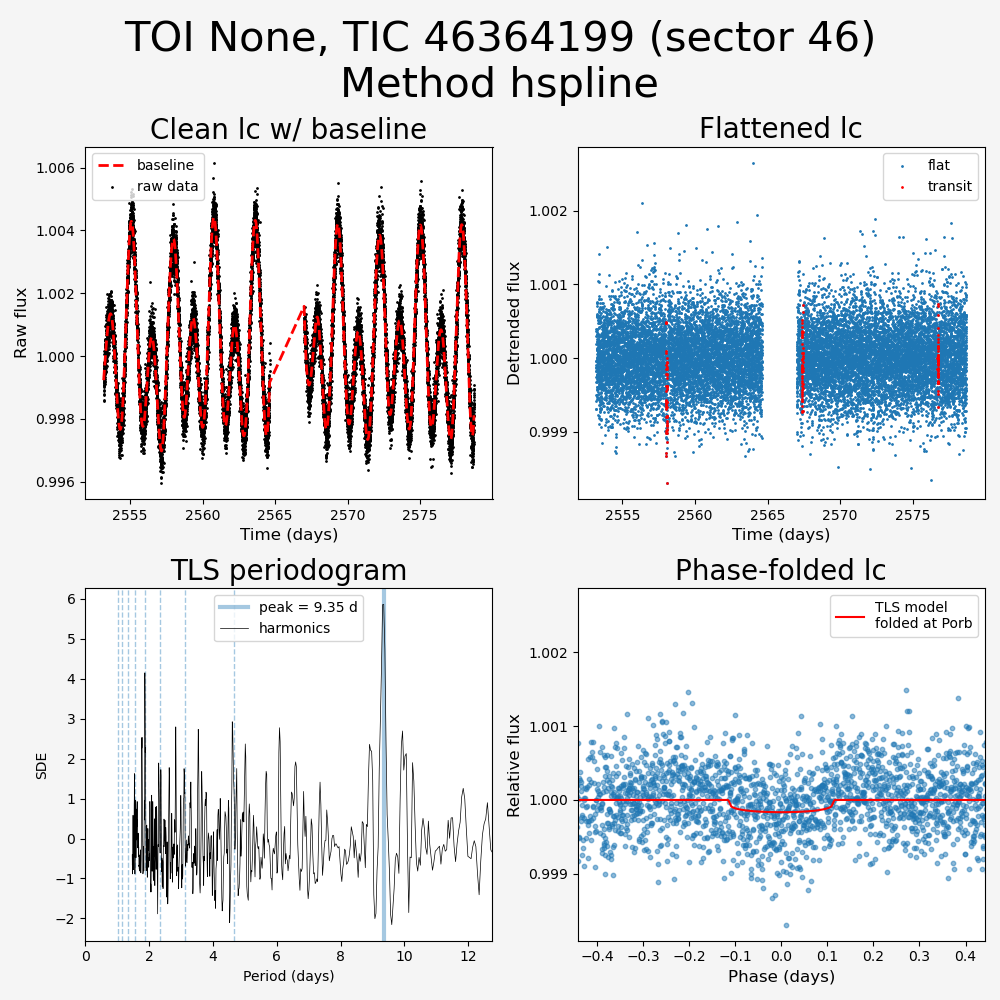 TOI None, TIC 46364199 (sector 46)
Method hspline
Clean lc w/ baseline
baseline
raw data
1.006
1.004
1.002
1.000
0.998
0.996
Raw flux
2555
2560
2565
2570
2575
Time (days)
Flattened lc
flat
transit
1.002
1.001
1.000
0.999
Detrended flux
2555
2560
2565
2570
2575
Time (days)
TLS periodogram
peak = 9.35 d
harmonics
6
5
4
3
2
1
0
−1
−2
SDE
0
2
4
6
8
10
12
Period (days)
Phase-folded lc
TLS model
folded at Porb
1.002
1.001
1.000
0.999
Relative flux
−0.4
−0.3
−0.2
−0.1
0.0
0.1
0.2
0.3
0.4
Phase (days)